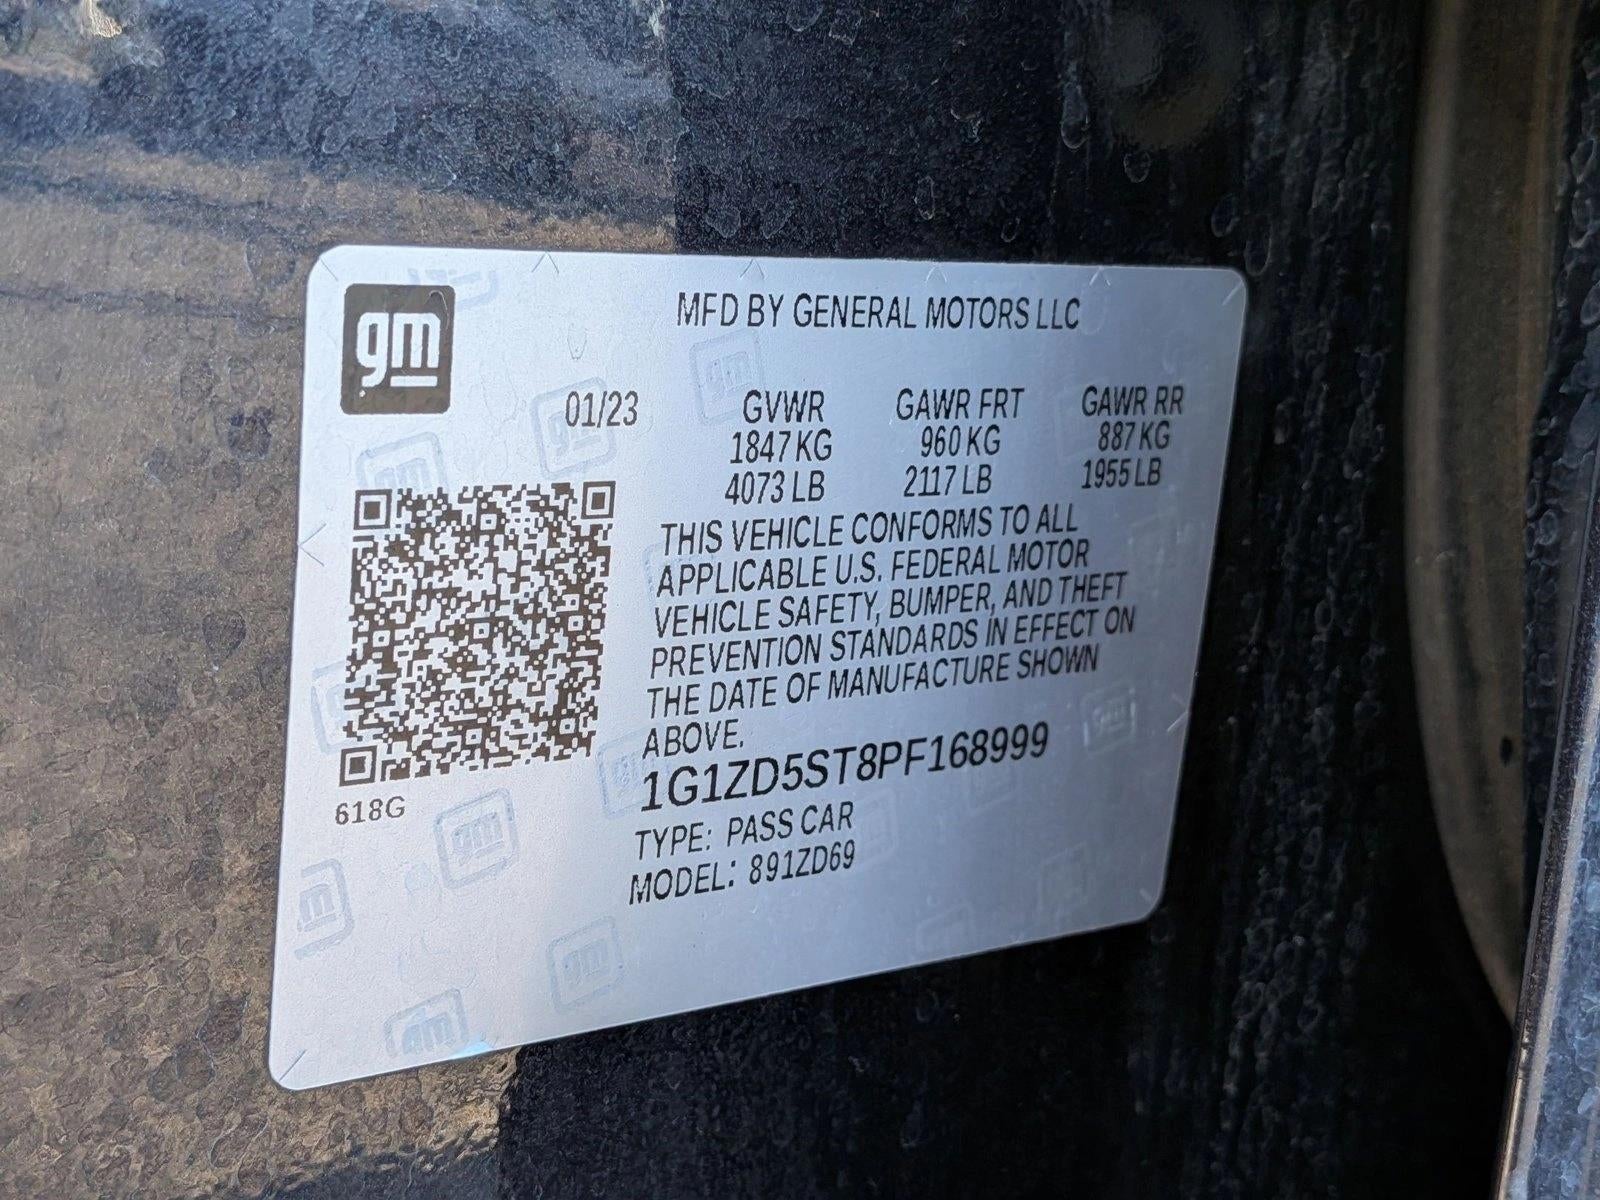 gm
MFD BY GENERAL MOTORS LLC
01/23 GVWR GAWR FRT GAWR RR
1847 KG 960 KG 887 KG
4073 LB 2117 LB 1955 LB
THIS VEHICLE CONFORMS TO ALL
APPLICABLE U.S. FEDERAL MOTOR
VEHICLE SAFETY, BUMPER, AND THEFT
PREVENTION STANDARDS IN EFFECT ON
THE DATE OF MANUFACTURE SHOWN
ABOVE.
1G1ZD5ST8PF168999
618G
TYPE: PASS CAR
MODEL: 891ZD69